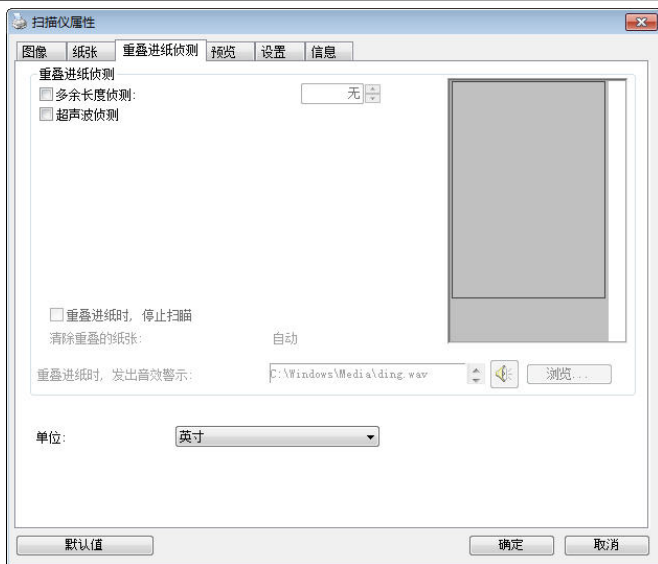 扫描仪属性
图像 纸张 重叠进纸侦测 预览 设置 信息
重叠进纸侦测
多余长度侦测: 无
超声波侦测
重叠进纸时, 停止扫瞄
清除重叠的纸张: 自动
重叠进纸时, 发出音效警示: C:\Windows\Media\ding.wav 浏览...
单位: 英寸
默认值 确定 取消